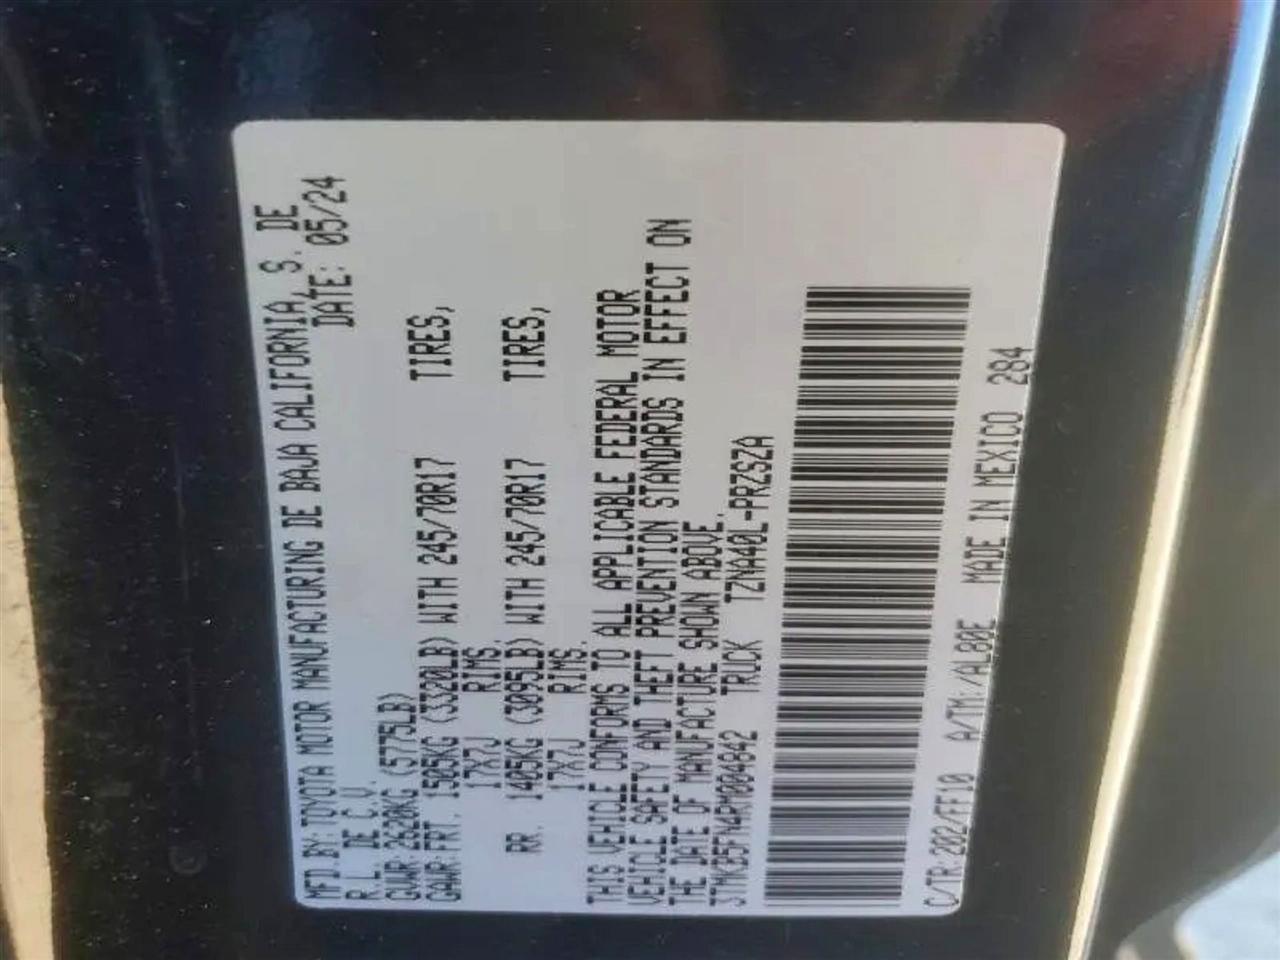 MFD. BY: TOYOTA MOTOR MANUFACTURING DE BAJA CALIFORNIA, S. DE
R. L. DE C.V. DATE: 05/24
GVWR: 2620KG (5775LB)
GAWR: FRT. 1505KG (3320LB) WITH 245/70R17 TIRES,
17X7J RIMS,
RR. 1405KG (3095LB) WITH 245/70R17 TIRES,
17X7J RIMS.
THIS VEHICLE CONFORMS TO ALL APPLICABLE FEDERAL MOTOR
VEHICLE SAFETY AND THEFT PREVENTION STANDARDS IN EFFECT ON
THE DATE OF MANUFACTURE SHOWN ABOVE.
TRUCK TZNA40L-PRZSZA
C/TR: 202/FF10 A/TM: /AL80E MADE IN MEXICO 284